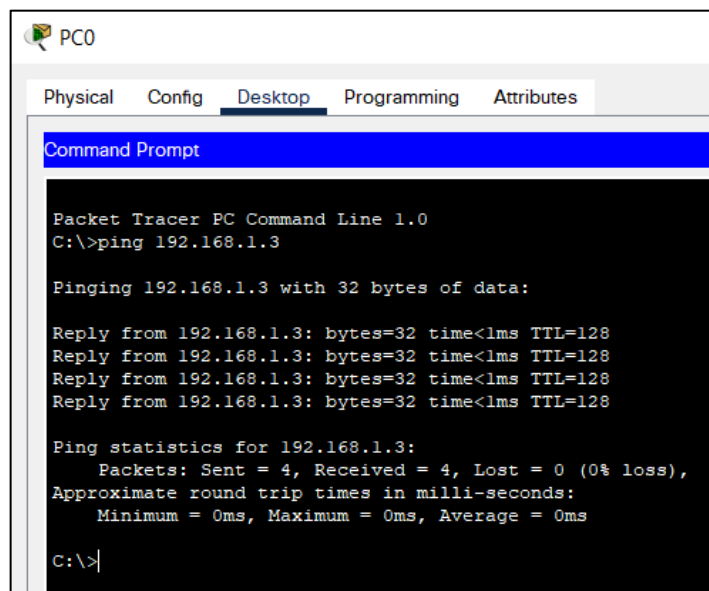 PC0
Physical Config Desktop Programming Attributes
Command Prompt
Packet Tracer PC Command Line 1.0
C:\>ping 192.168.1.3
Pinging 192.168.1.3 with 32 bytes of data:
Reply from 192.168.1.3: bytes=32 time<1ms TTL=128
Reply from 192.168.1.3: bytes=32 time<1ms TTL=128
Reply from 192.168.1.3: bytes=32 time<1ms TTL=128
Reply from 192.168.1.3: bytes=32 time<1ms TTL=128
Ping statistics for 192.168.1.3:
Packets: Sent = 4, Received = 4, Lost = 0 (0% loss),
Approximate round trip times in milli-seconds:
Minimum = 0ms, Maximum = 0ms, Average = 0ms
C:\>